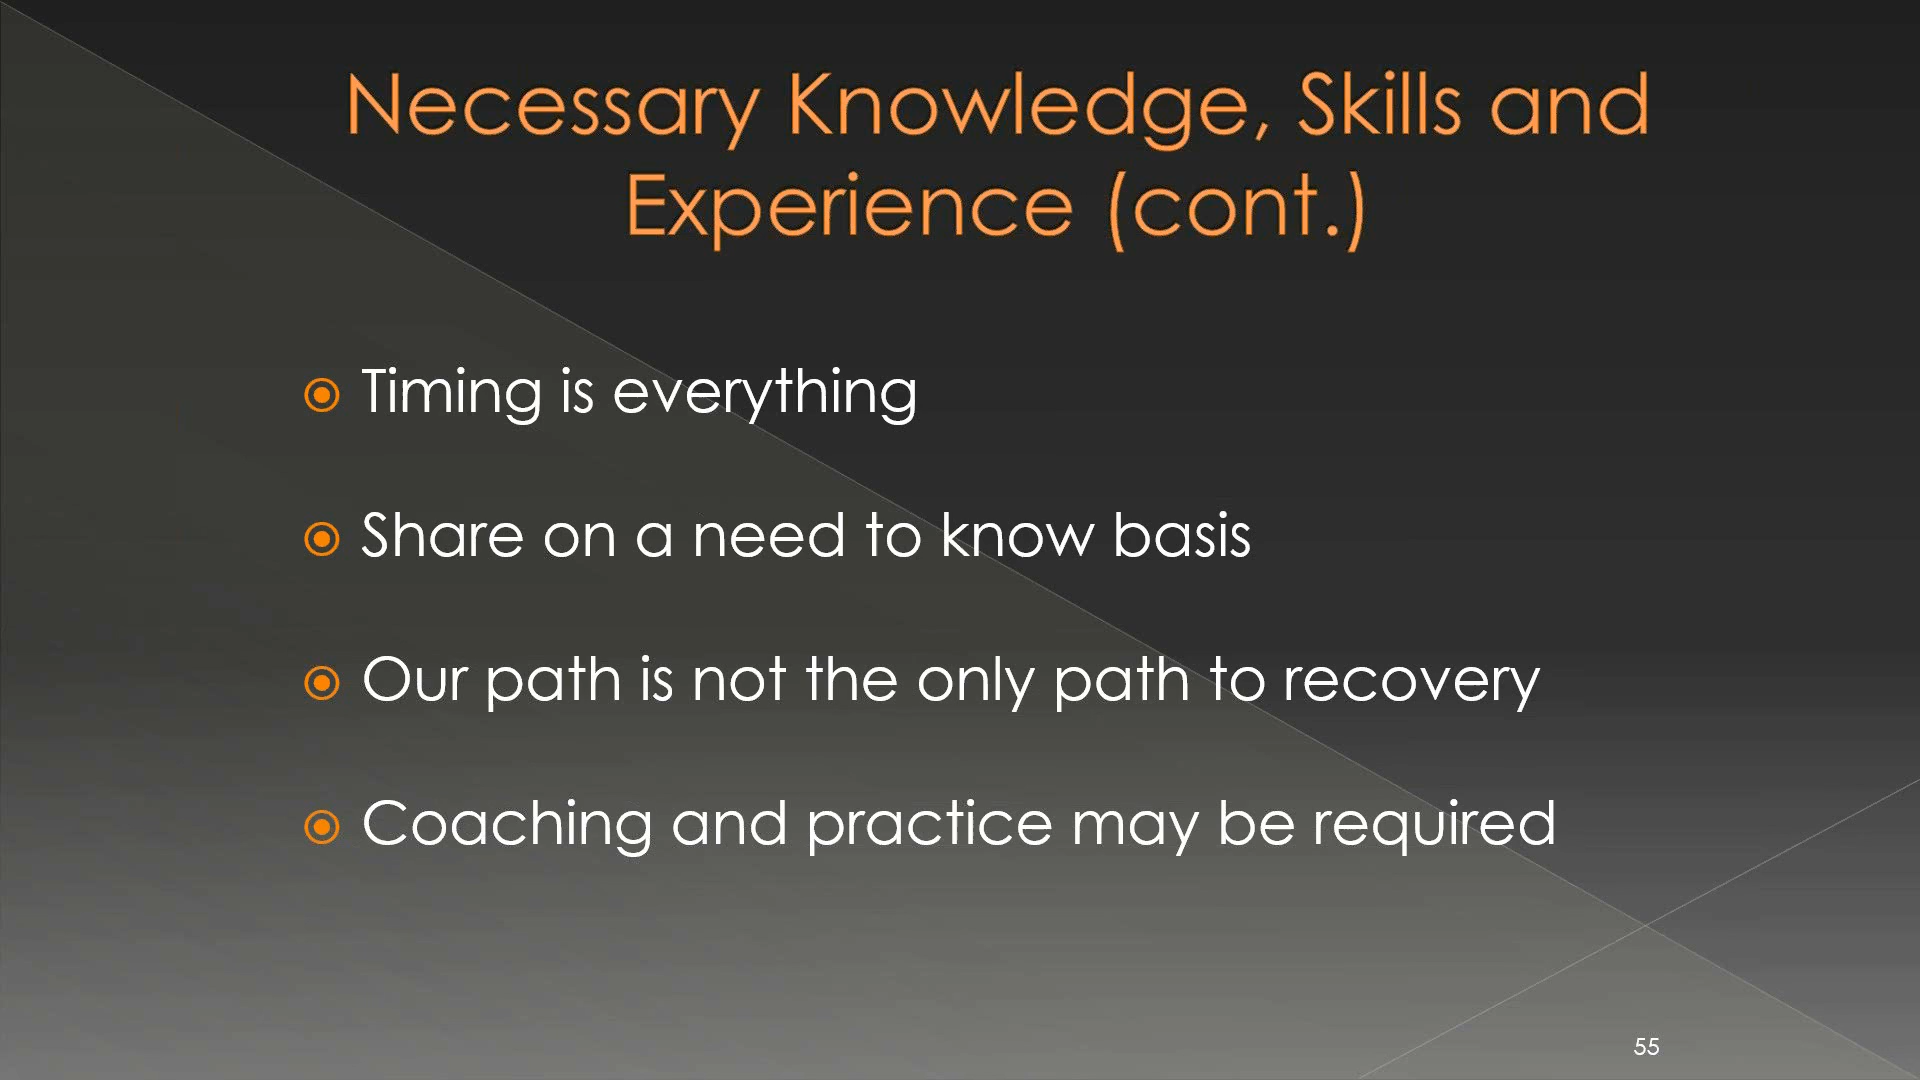 Necessary Knowledge, Skills and
Experience (cont.)
Timing is everything
Share on a need to know basis
Our path is not the only path to recovery
Coaching and practice may be required
55